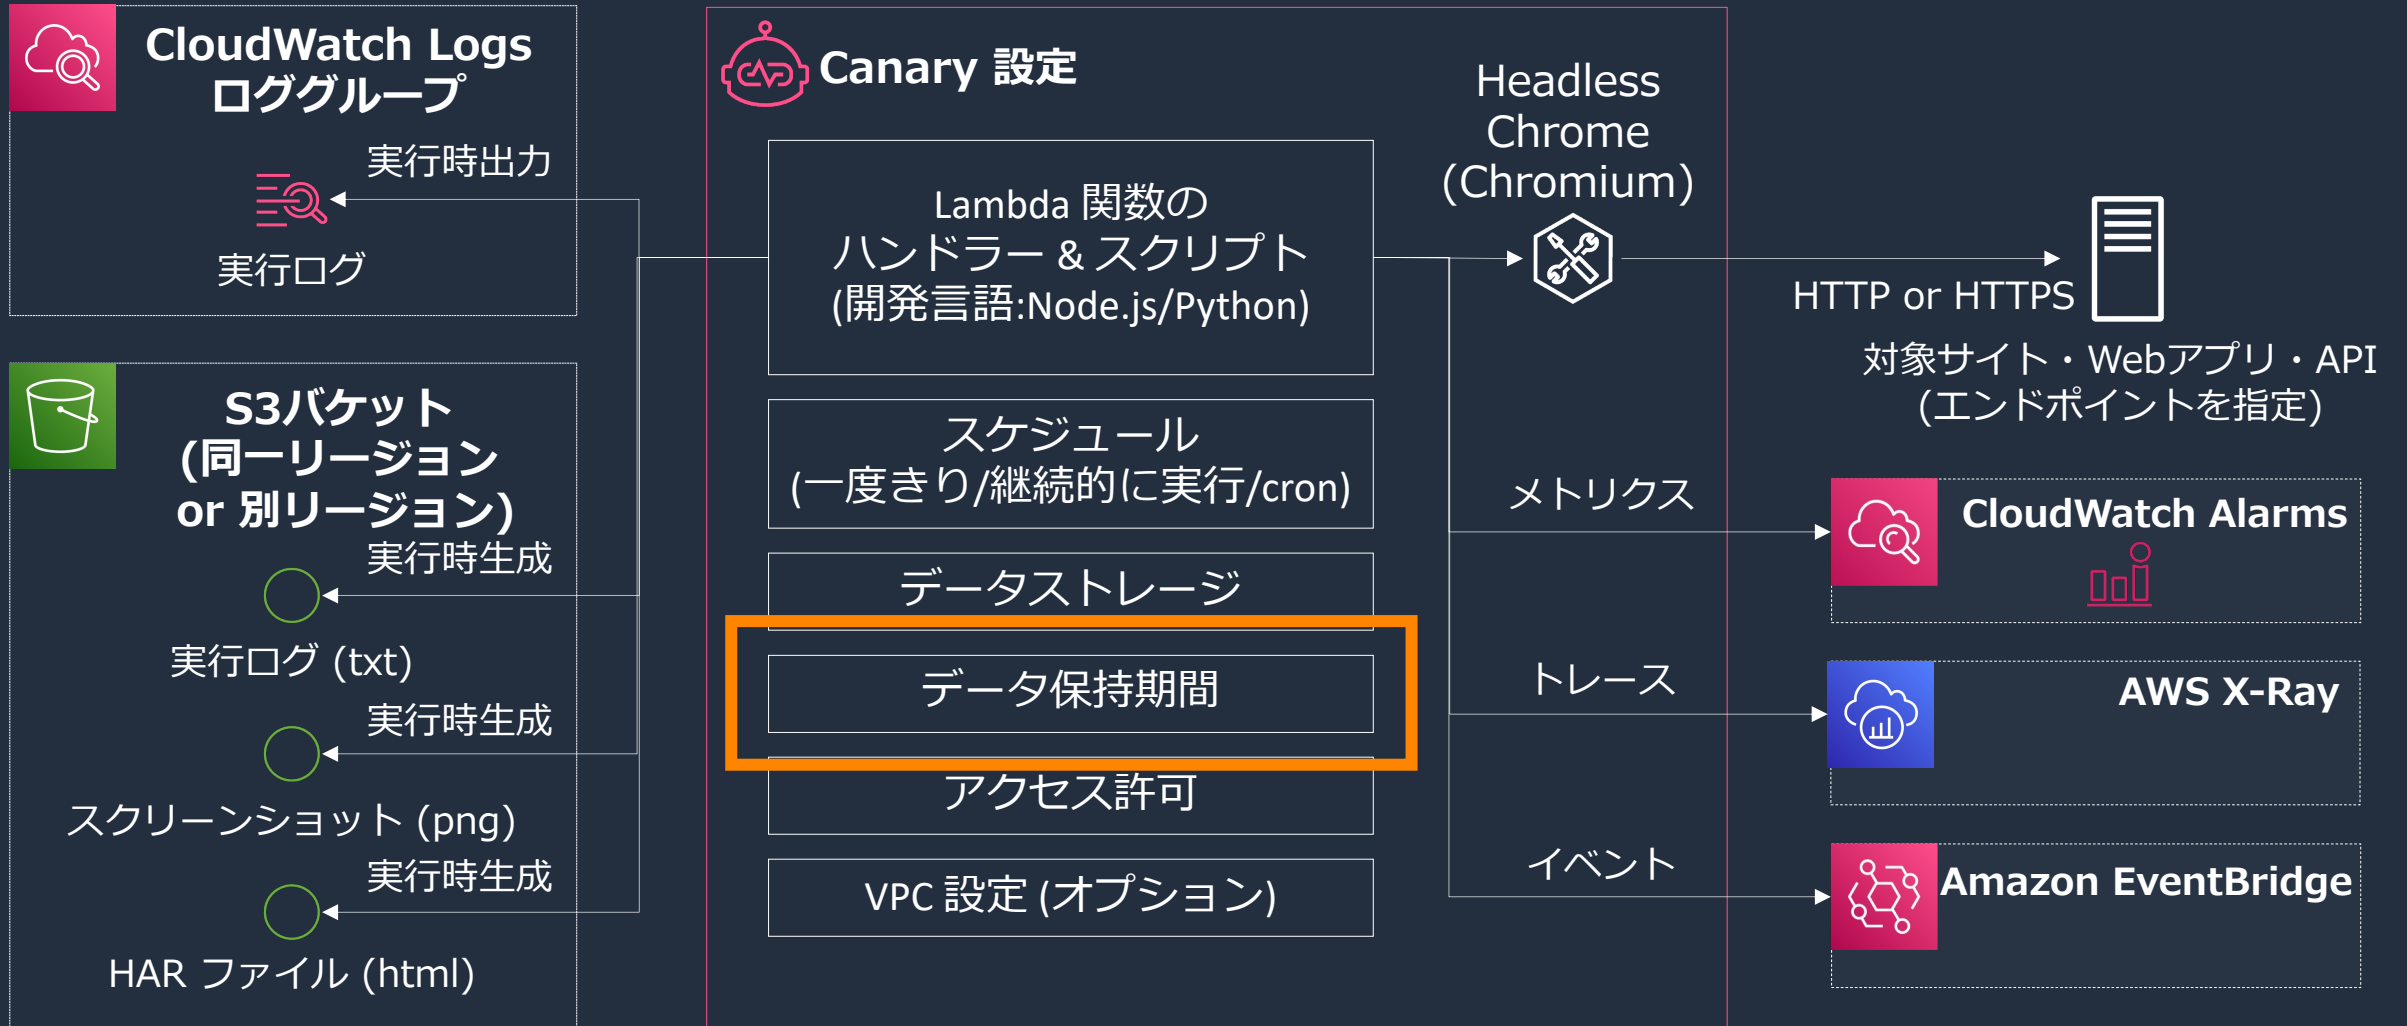 CloudWatch Logs
ロググループ
実行時出力
実行ログ
S3バケット
(同一リージョン
or 別リージョン)
実行時生成
実行ログ (txt)
実行時生成
スクリーンショット (png)
実行時生成
HAR ファイル (html)
Canary 設定
Lambda 関数の
ハンドラー & スクリプト
(開発言語:Node.js/Python)
スケジュール
(一度きり/継続的に実行/cron)
データストレージ
データ保持期間
アクセス許可
VPC 設定 (オプション)
Headless
Chrome
(Chromium)
HTTP or HTTPS
対象サイト・Webアプリ・API
(エンドポイントを指定)
メトリクス
CloudWatch Alarms
トレース
AWS X-Ray
イベント
Amazon EventBridge